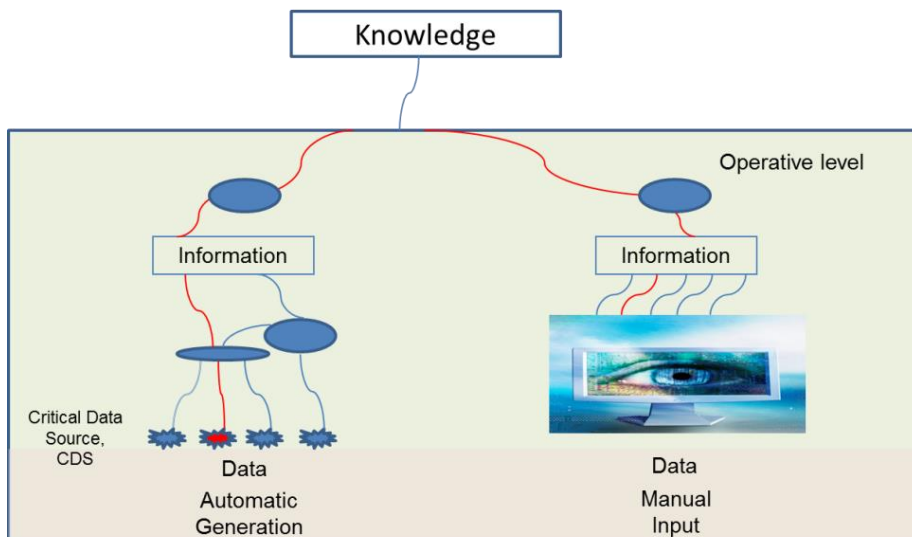 Knowledge
Operative level
Information
Information
Critical Data
Source,
CDS
Data
Automatic
Generation
Data
Manual
Input